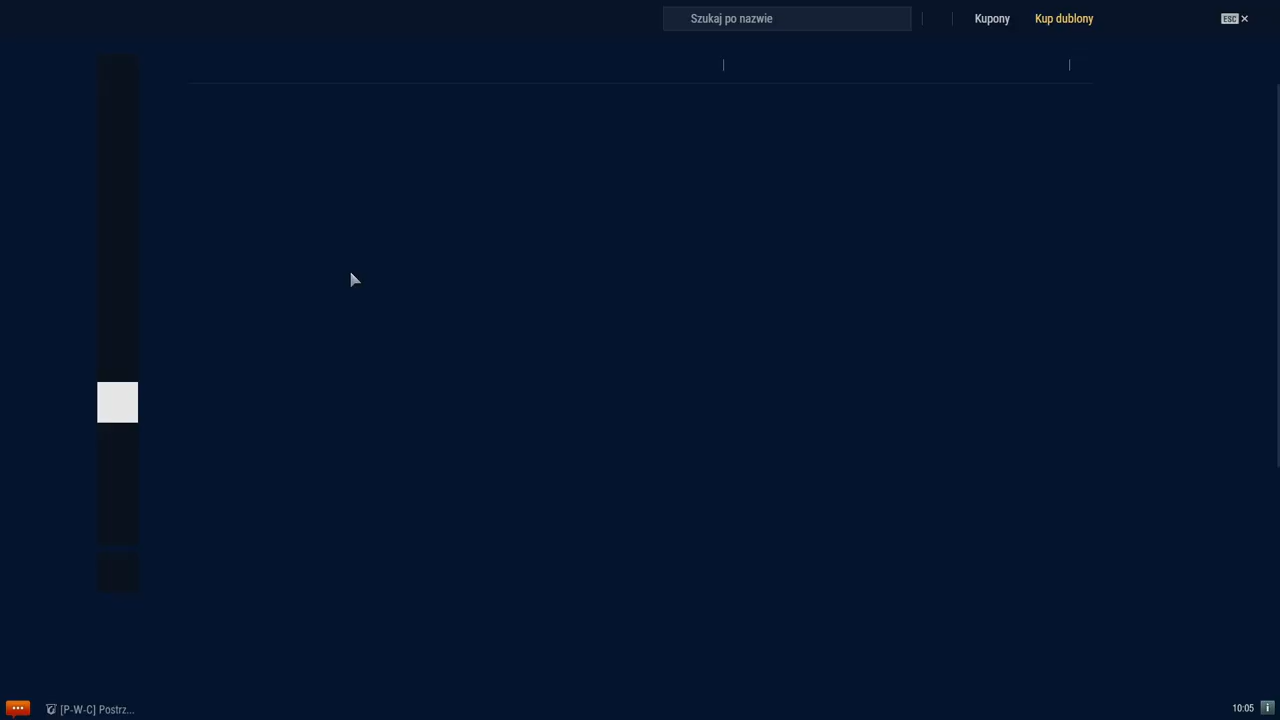 Szukaj po nazwie
Kupony
Kup dublony
ESC ×
[P-W-C] Postrz...
10:05
i